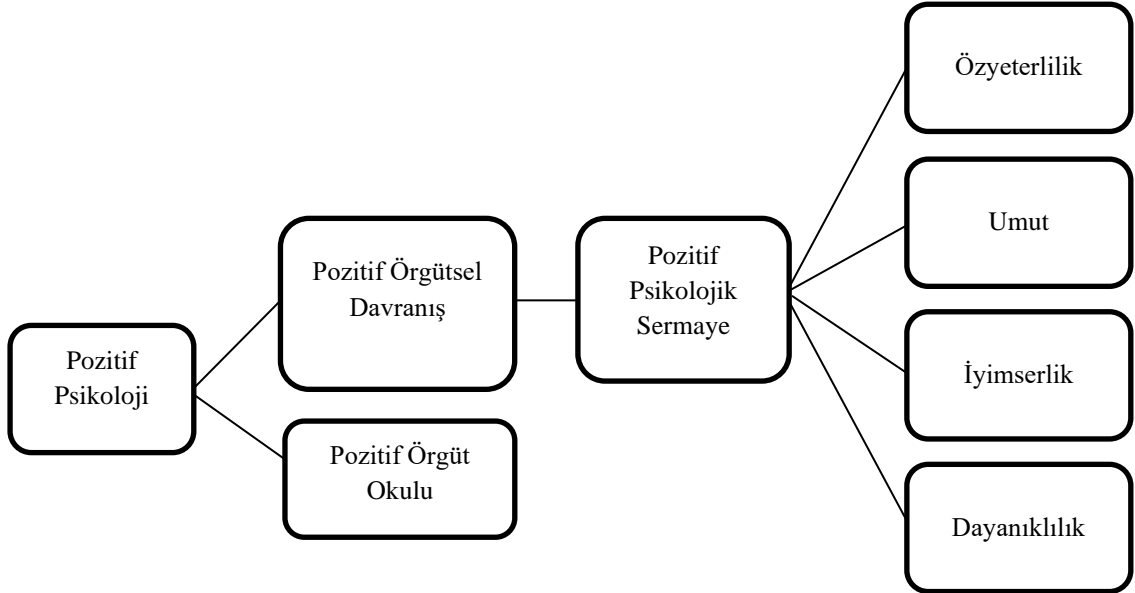 Pozitif
Psikoloji
Pozitif Örgütsel
Davranış
Pozitif Örgüt
Okulu
Pozitif
Psikolojik
Sermaye
Özyeterlilik
Umut
İyimserlik
Dayanıklılık